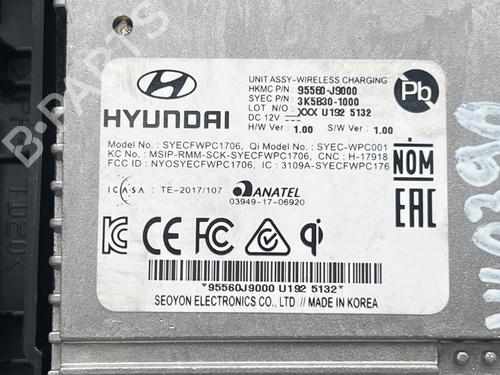 UNIT ASSY-WIRELESS CHARGING
HKMC P/N : 95560-J9000
SYEC P/N : 3K5B30-1000
LOT N/O : XXX U192 5132
DC 12V
H/W Ver : 1.00 S/W Ver : 1.00
HYUNDAI
Pb
Model No. : SYECFWPC1706, Qi Model No. : SYEC-WPC001
KC No. : MSIP-RMM-SCK-SYECFWPC1706, CNC : H-17918
FCC ID : NYOSYECFWPC1706, IC : 3109A-SYECFWPC176
NOM
ICASA : TE-2017/107 ANATEL
03949-17-06920
EAC
CE FC qi
*95560J9000 U192 5132*
SEOYON ELECTRONICS CO., LTD // MADE IN KOREA
B-PARTS